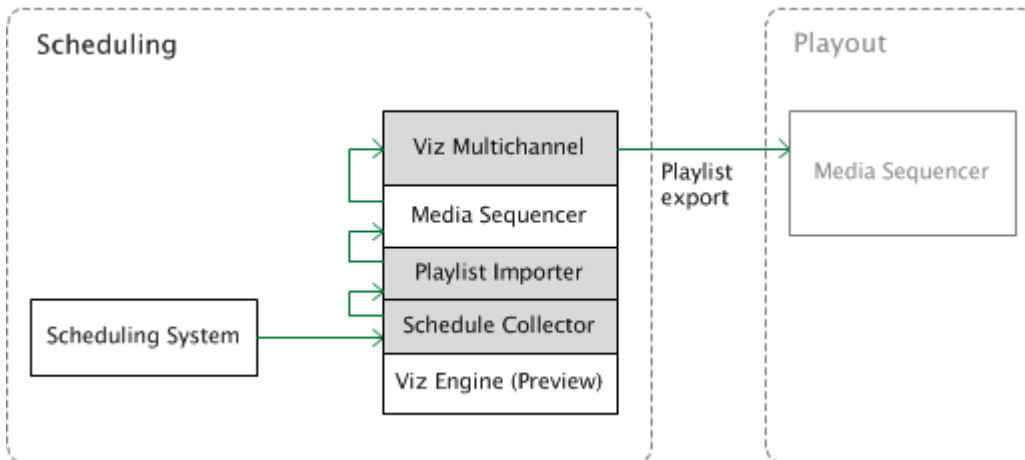 Scheduling
Playout
Viz Multichannel
Media Sequencer
Playlist
export
Media Sequencer
Playlist Importer
Scheduling System
Schedule Collector
Viz Engine (Preview)